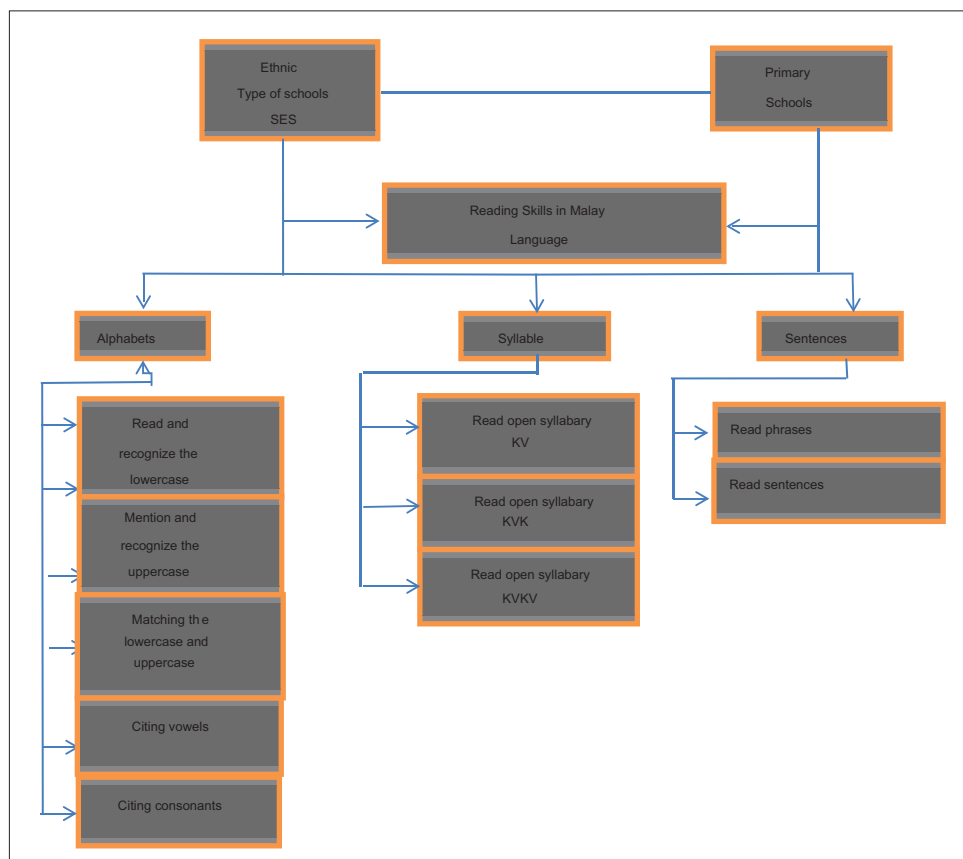 Ethnic
Type of schools
SES
Primary
Schools
Reading Skills in Malay
Language
Alphabets
Syllable
Sentences
Read and
recognize the
lowercase
Mention and
recognize the
uppercase
Matching the
lowercase and
uppercase
Citing vowels
Citing consonants
Read open syllabary
KV
Read open syllabary
KVK
Read open syllabary
KVKV
Read phrases
Read sentences